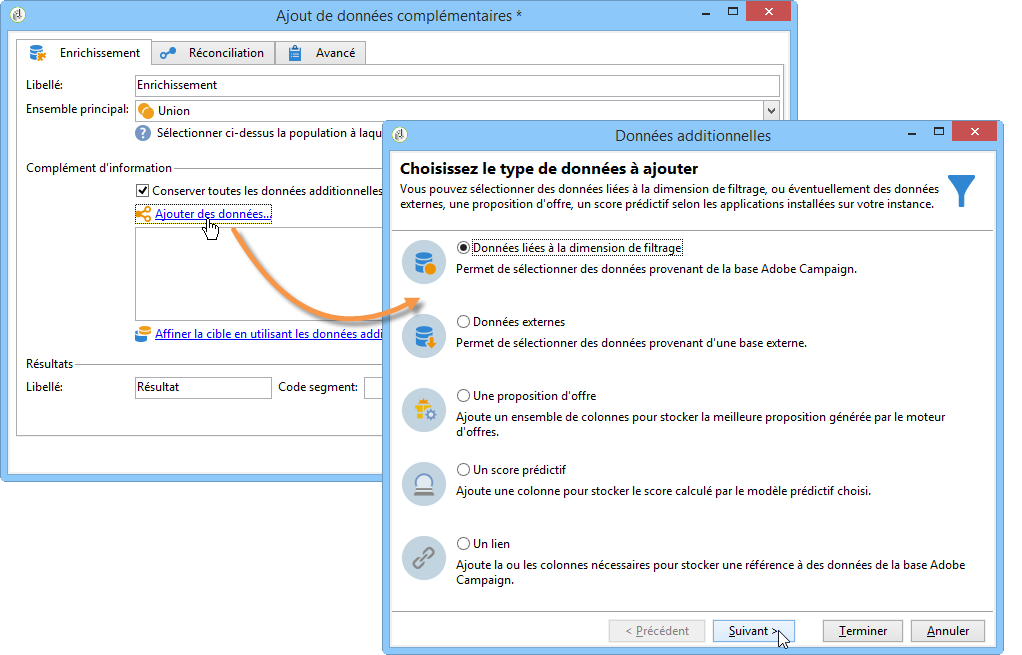 Ajout de données complémentaires *
Enrichissement
Réconciliation
Avancé
Libellé:
Enrichissement
Ensemble principal:
Union
Sélectionner ci-dessus la population à laqu
Complément d'information
Conserver toutes les données additionnelles
Ajouter des données...
Affiner la cible en utilisant les données addi
Résultats
Libellé:
Résultat
Code segment:
Données additionnelles
Choisissez le type de données à ajouter
Vous pouvez sélectionner des données liées à la dimension de filtrage, ou éventuellement des données
externes, une proposition d'offre, un score prédictif selon les applications installées sur votre instance.
Données liées à la dimension de filtrage
Permet de sélectionner des données provenant de la base Adobe Campaign.
Données externes
Permet de sélectionner des données provenant d'une base externe.
Une proposition d'offre
Ajoute un ensemble de colonnes pour stocker la meilleure proposition générée par le moteur
d'offres.
Un score prédictif
Ajoute une colonne pour stocker le score calculé par le modèle prédictif choisi.
Un lien
Ajoute la ou les colonnes nécessaires pour stocker une référence à des données de la base Adobe
Campaign.
< Précédent
Suivant >
Terminer
Annuler